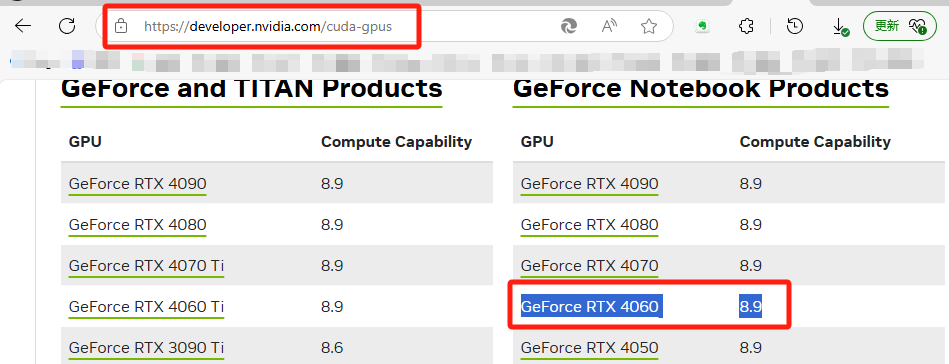 https://developer.nvidia.com/cuda-gpus
更新
GeForce and TITAN Products
GPU Compute Capability
GeForce RTX 4090 8.9
GeForce RTX 4080 8.9
GeForce RTX 4070 Ti 8.9
GeForce RTX 4060 Ti 8.9
GeForce RTX 3090 Ti 8.6
GeForce Notebook Products
GPU Compute Capability
GeForce RTX 4090 8.9
GeForce RTX 4080 8.9
GeForce RTX 4070 8.9
GeForce RTX 4060 8.9
GeForce RTX 4050 8.9